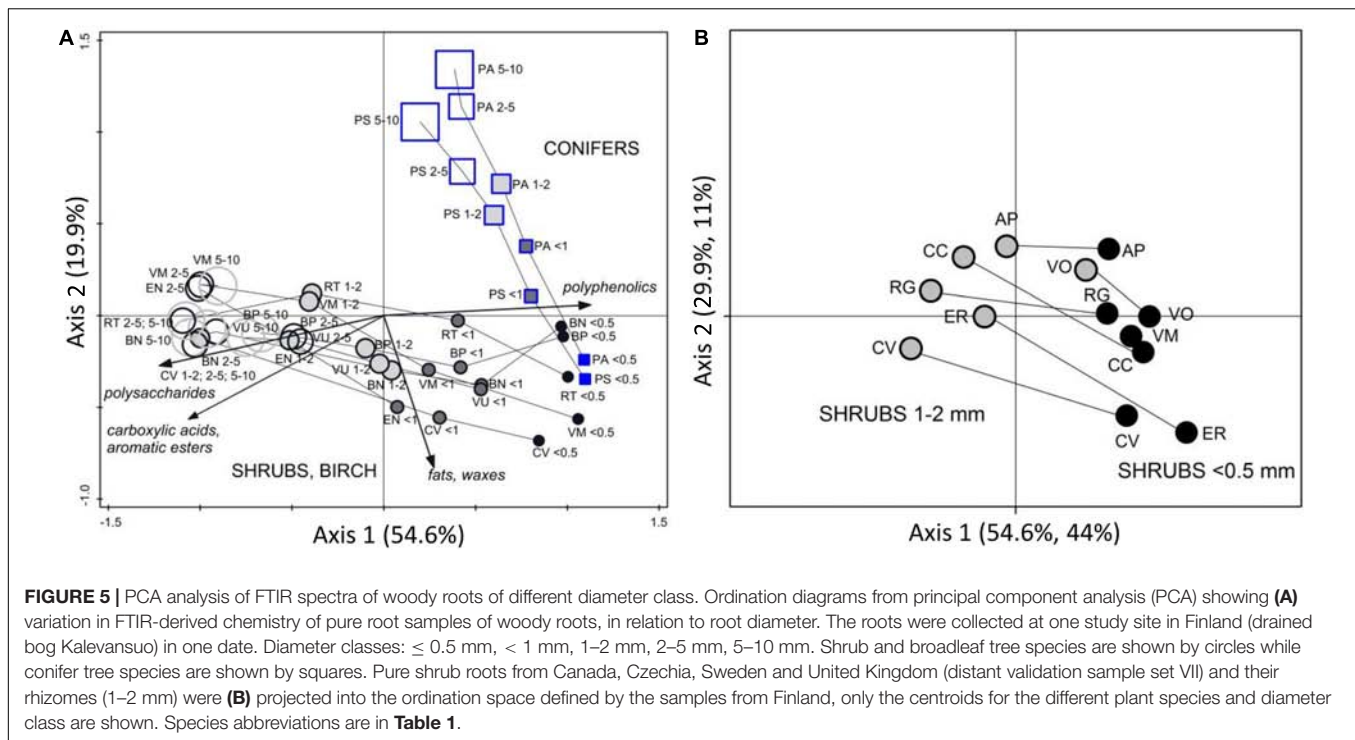 A
B
1.5
PA 5-10
PA 2-5
PS 5-10
CONIFERS
PS 2-5
PA 1-2
PS 1-2
PA <1
PS <1
polyphenolics
VM 5-10
VM 2-5
EN 2-5
RT 1-2
VM 1-2
BP 5-10
BP 2-5
RT 2-5; 5-10
VU 5-10
VU 2-5
BN 5-10
EN 1-2
BN 2-5
CV 1-2; 2-5; 5-10
BP 1-2
VU 1-2
BN 1-2
RT <1
BN <0.5
BP <0.5
BP <1
PA <0.5
VM <1
BN <1
PS <0.5
VU <1
RT <0.5
EN <1
CV <1
VM <0.5
CV <0.5
polysaccharides
carboxylic acids,
aromatic esters
SHRUBS, BIRCH
fats, waxes
Axis 2 (19.9%)
-1.0
-1.5
1.5
Axis 1 (54.6%)
AP
AP
CC
VO
RG
RG
VO
ER
VM
CC
CV
SHRUBS 1-2 mm
CV
ER
SHRUBS <0.5 mm
Axis 2 (29.9%, 11%)
Axis 1 (54.6%, 44%)
FIGURE 5 | PCA analysis of FTIR spectra of woody roots of different diameter class. Ordination diagrams from principal component analysis (PCA) showing (A)
variation in FTIR-derived chemistry of pure root samples of woody roots, in relation to root diameter. The roots were collected at one study site in Finland (drained
bog Kalevansuo) in one date. Diameter classes: ≤ 0.5 mm, < 1 mm, 1–2 mm, 2–5 mm, 5–10 mm. Shrub and broadleaf tree species are shown by circles while
conifer tree species are shown by squares. Pure shrub roots from Canada, Czechia, Sweden and United Kingdom (distant validation sample set VII) and their
rhizomes (1–2 mm) were (B) projected into the ordination space defined by the samples from Finland, only the centroids for the different plant species and diameter
class are shown. Species abbreviations are in Table 1.